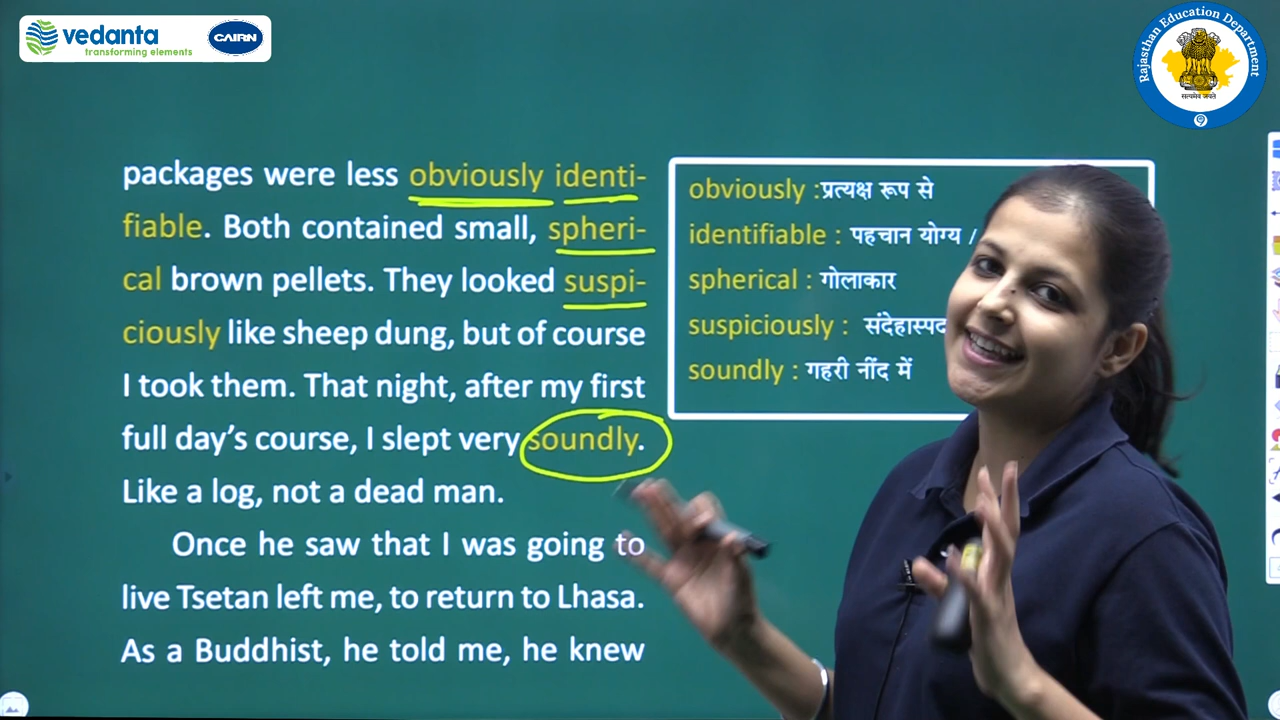 vedanta
transforming elements
CAIRN
Rajasthan Education Department
सत्यमेव जयते
packages were less obviously identi-
fiable. Both contained small, spheri-
cal brown pellets. They looked suspi-
ciously like sheep dung, but of course
I took them. That night, after my first
full day's course, I slept very soundly.
Like a log, not a dead man.
Once he saw that I was going to
live Tsetan left me, to return to Lhasa.
As a Buddhist, he told me, he knew
obviously :प्रत्यक्ष रूप से
identifiable : पहचान योग्य /
spherical : गोलाकार
suspiciously : संदेहास्पद
soundly : गहरी नींद में